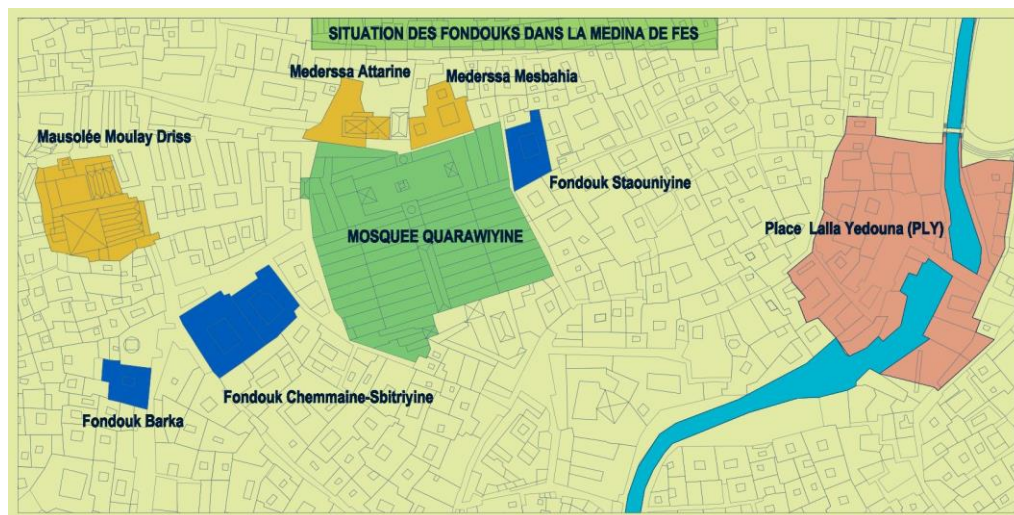 SITUATION DES FONDOUKS DANS LA MEDINA DE FES
Mederssa Attarine
Mederssa Mesbahia
Mausolée Moulay Driss
Fondouk Staouniyine
MOSQUEE QUARAWIYINE
Place Lalla Yedouna (PLY)
Fondouk Chemmaine-Sbitriyine
Fondouk Barka